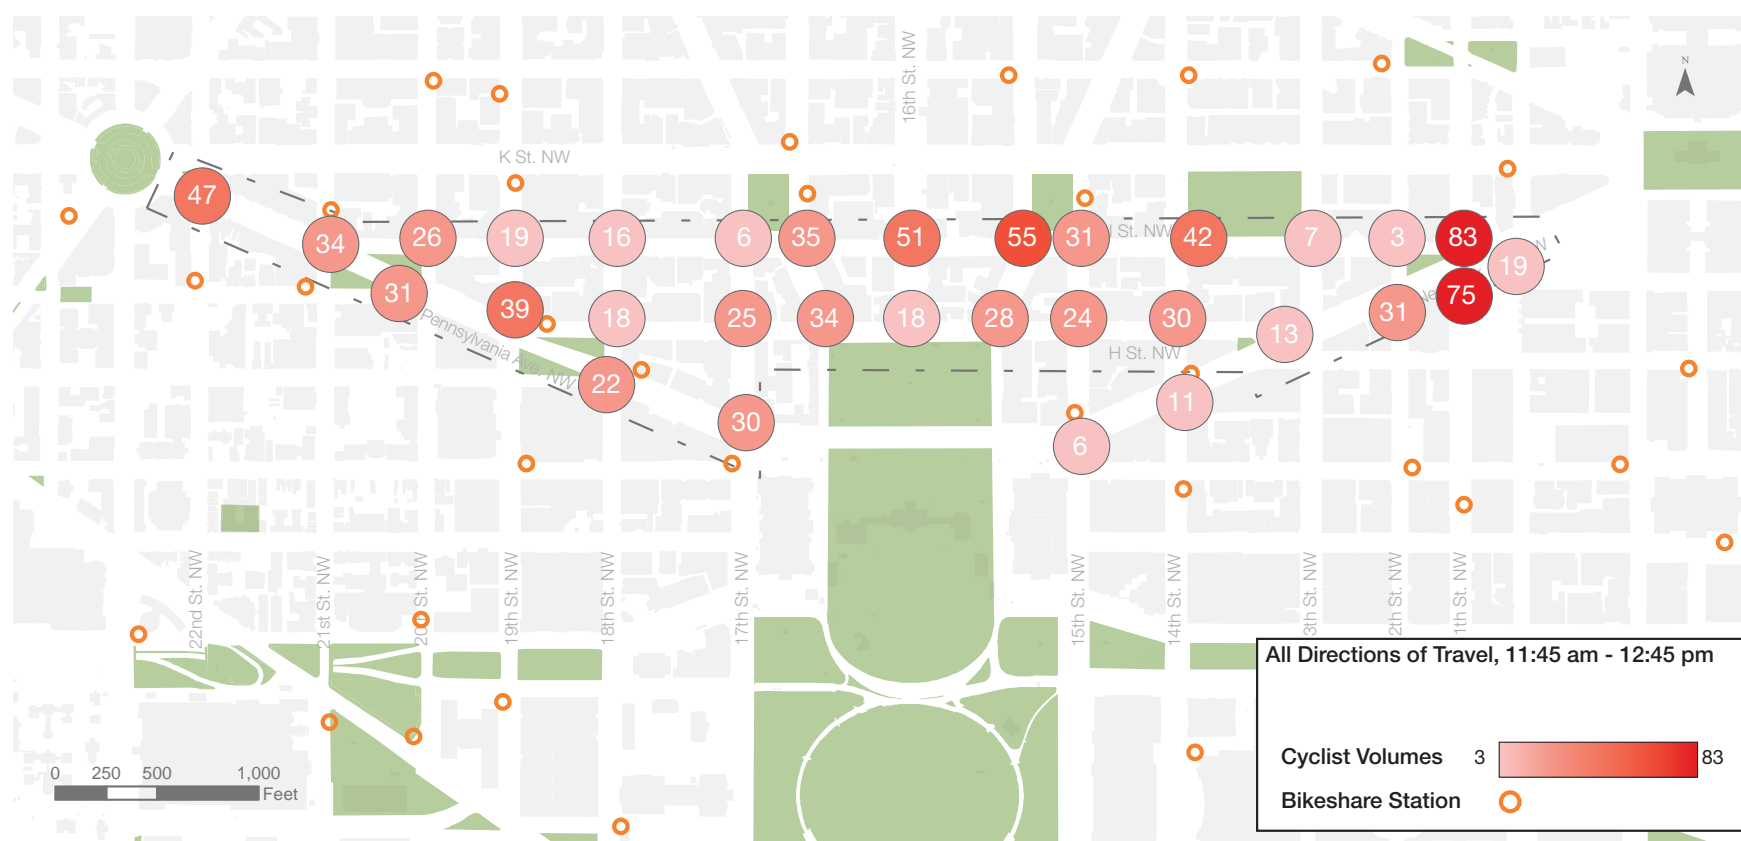 16th St. NW
N
K St. NW
47
34
26
19
16
6
35
51
55
31
I St. NW
42
7
3
83
W
19
31
39
18
25
34
18
28
24
30
13
31
Ne
75
Pennsylvania Ave. NW
H St. NW
22
30
11
6
22nd St. NW
21st St. NW
20th St. NW
19th St. NW
18th St. NW
17th St. NW
15th St. NW
14th St. NW
3th St. NW
2th St. NW
1th St. NW
All Directions of Travel, 11:45 am - 12:45 pm
Cyclist Volumes 3 83
Bikeshare Station
0 250 500 1,000
Feet